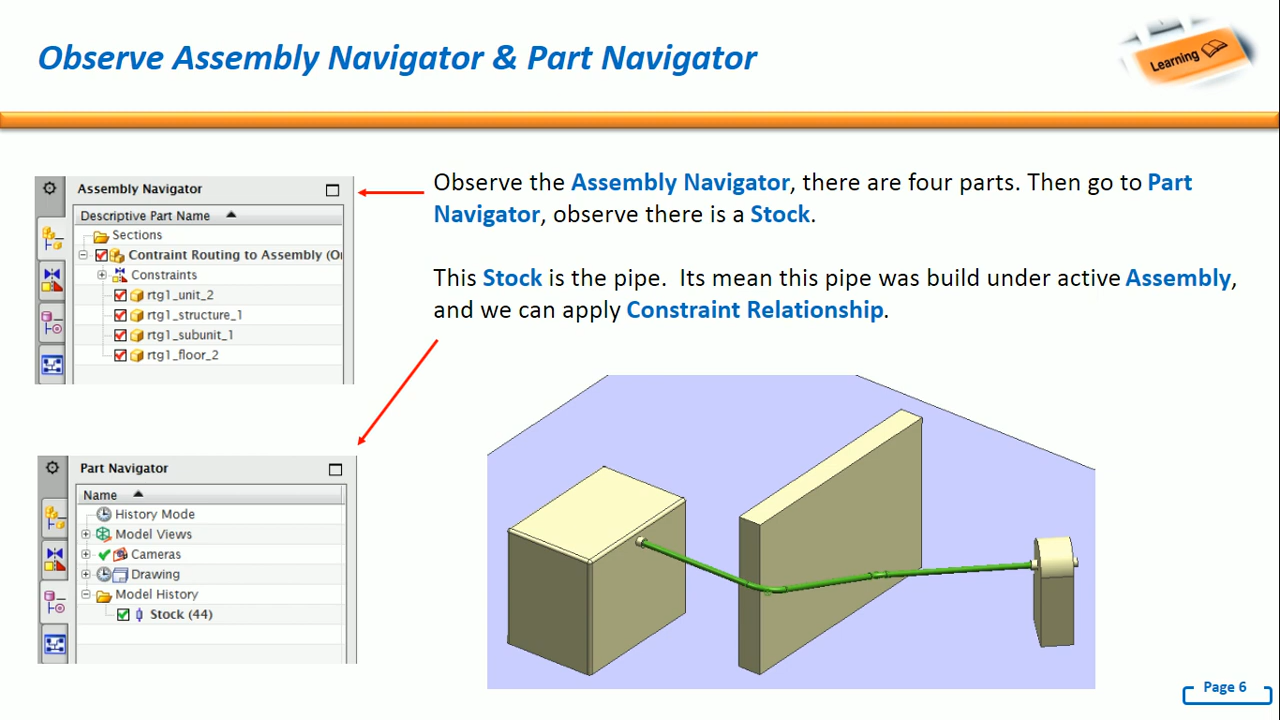 Observe Assembly Navigator & Part Navigator
Learning
Assembly Navigator
Descriptive Part Name
Sections
Contraint Routing to Assembly (Or
Constraints
rtg1_unit_2
rtg1_structure_1
rtg1_subunit_1
rtg1_floor_2
Observe the Assembly Navigator, there are four parts. Then go to Part
Navigator, observe there is a Stock.
This Stock is the pipe. Its mean this pipe was build under active Assembly,
and we can apply Constraint Relationship.
Part Navigator
Name
History Mode
Model Views
Cameras
Drawing
Model History
Stock (44)
Page 6